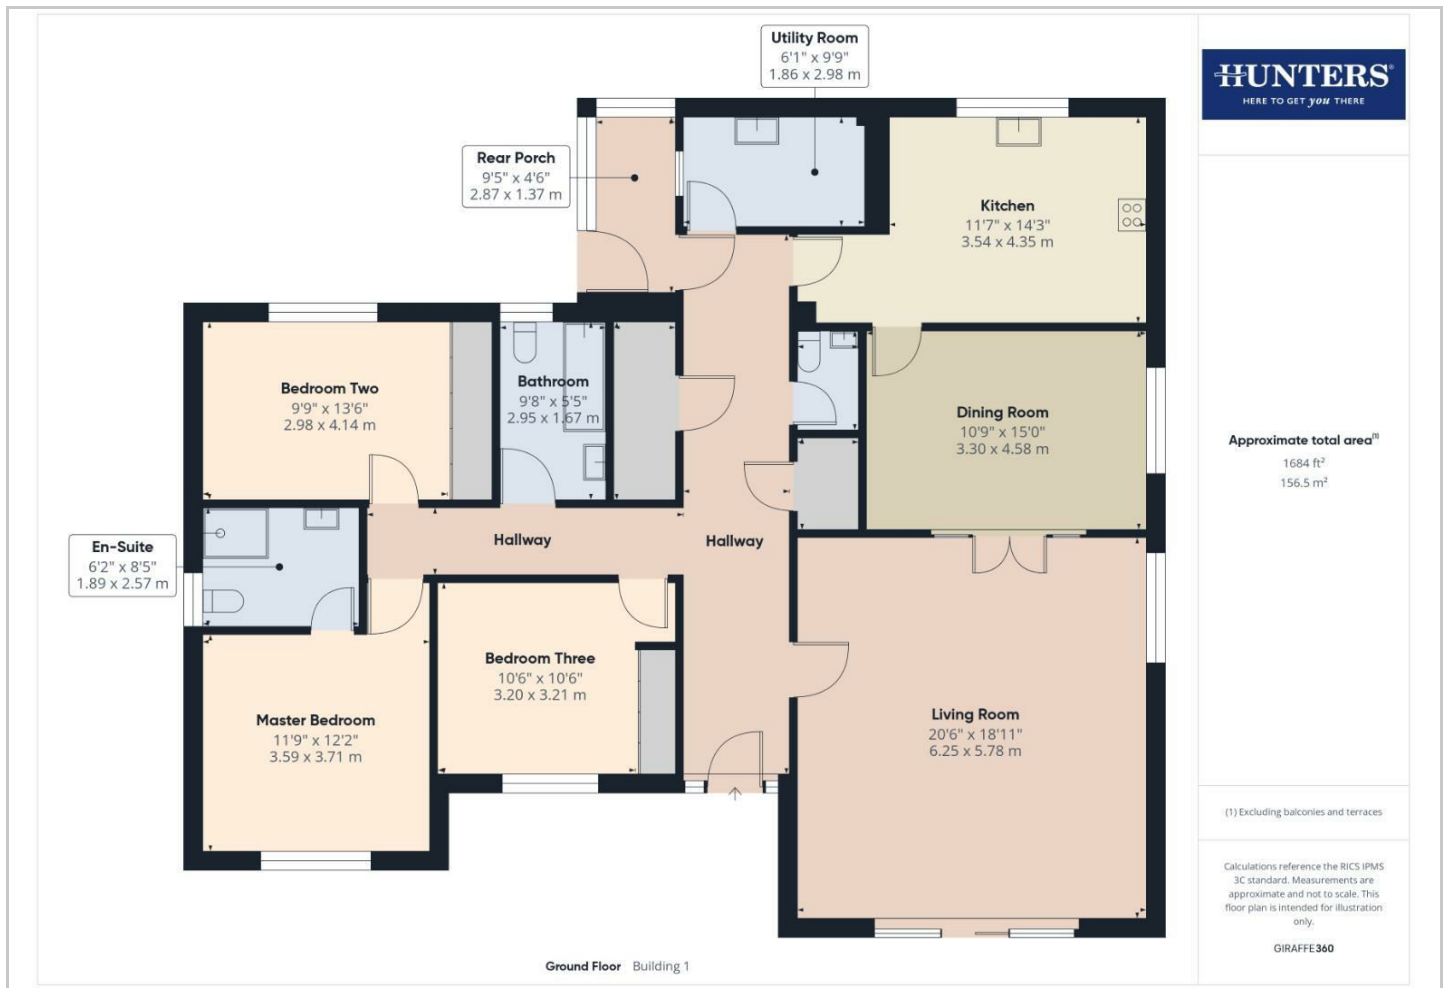 Utility Room
6'1" x 9'9"
1.86 x 2.98 m
Rear Porch
9'5" x 4'6"
2.87 x 1.37 m
Kitchen
11'7" x 14'3"
3.54 x 4.35 m
Bedroom Two
9'9" x 13'6"
2.98 x 4.14 m
Bathroom
9'8" x 5'5"
2.95 x 1.67 m
Dining Room
10'9" x 15'0"
3.30 x 4.58 m
En-Suite
6'2" x 8'5"
1.89 x 2.57 m
Hallway
Hallway
Bedroom Three
10'6" x 10'6"
3.20 x 3.21 m
Master Bedroom
11'9" x 12'2"
3.59 x 3.71 m
Living Room
20'6" x 18'11"
6.25 x 5.78 m
Ground Floor Building 1
HUNTERS®
HERE TO GET you THERE
Approximate total area(1)
1684 ft²
156.5 m²
(1) Excluding balconies and terraces
Calculations reference the RICS IPMS
3C standard. Measurements are
approximate and not to scale. This
floor plan is intended for illustration
only.
GIRAFFE360